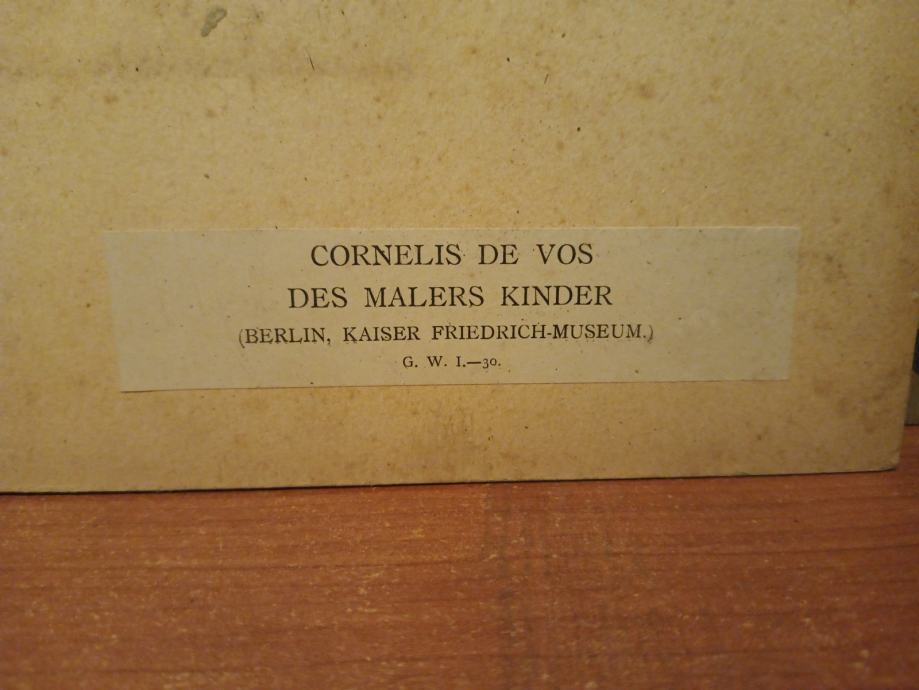 CORNELIS DE VOS
DES MALERS KINDER
(BERLIN, KAISER FRIEDRICH-MUSEUM.)
G. W. I.—30.